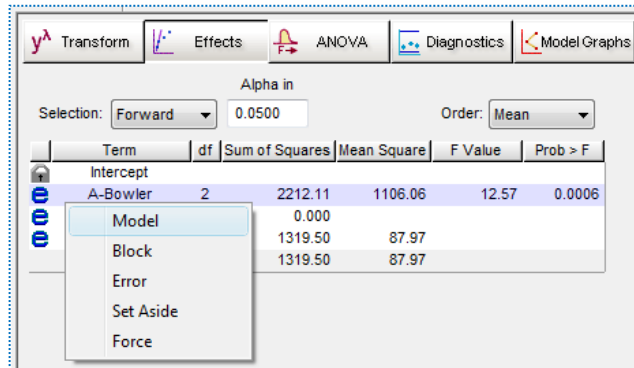 yλ Transform Effects F ANOVA Diagnostics Model Graphs
Alpha in
Selection: Forward 0.0500 Order: Mean
Term df Sum of Squares Mean Square F Value Prob > F
Intercept
e A-Bowler 2 2212.11 1106.06 12.57 0.0006
e Model 0.000
e 1319.50 87.97
Block
1319.50 87.97
Error
Set Aside
Force